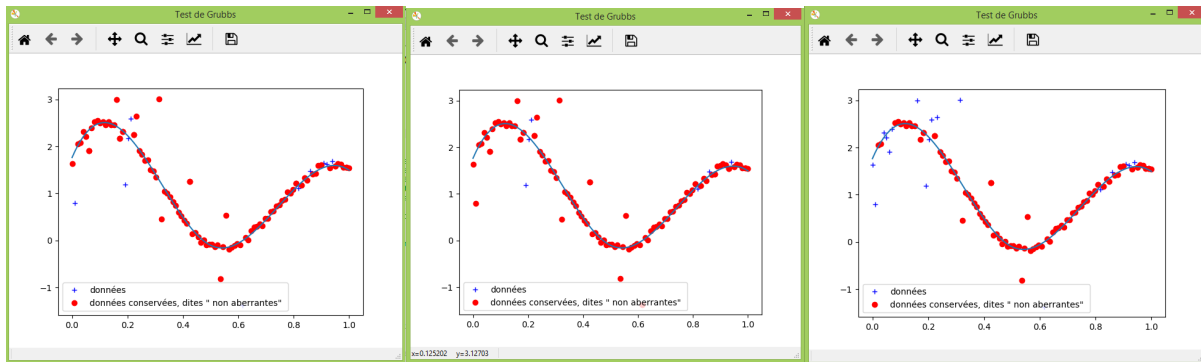 Test de Grubbs
3
2
1
0
−1
0.0 0.2 0.4 0.6 0.8 1.0
données
données conservées, dites " non aberrantes"
Test de Grubbs
3
2
1
0
−1
0.0 0.2 0.4 0.6 0.8 1.0
données
données conservées, dites " non aberrantes"
x=0.125202 y=3.12703
Test de Grubbs
3
2
1
0
−1
0.0 0.2 0.4 0.6 0.8 1.0
données
données conservées, dites " non aberrantes"